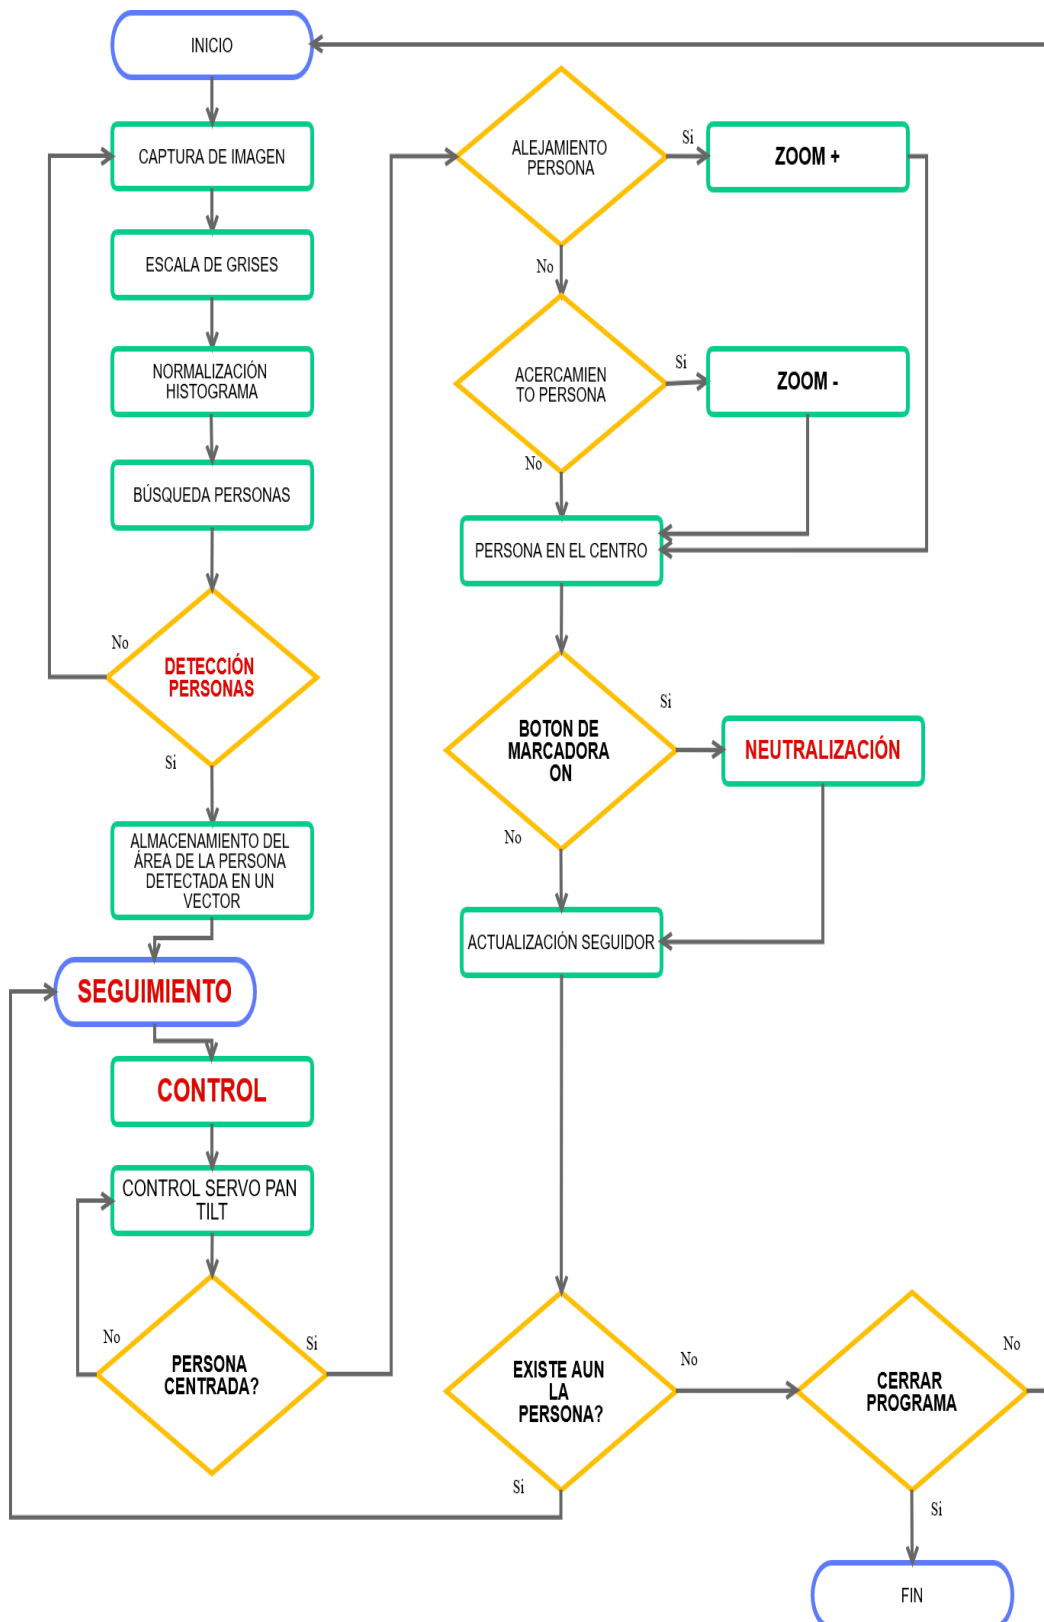 INICIO
CAPTURA DE IMAGEN
ESCALA DE GRISES
NORMALIZACIÓN
HISTOGRAMA
BÚSQUEDA PERSONAS
No
DETECCIÓN
PERSONAS
Si
ALMACENAMIENTO DEL
ÁREA DE LA PERSONA
DETECTADA EN UN
VECTOR
SEGUIMIENTO
CONTROL
CONTROL SERVO PAN
TILT
No
Si
PERSONA
CENTRADA?
ALEJAMIENTO
PERSONA
Si
ZOOM +
No
ACERCAMIEN
TO PERSONA
Si
ZOOM -
No
PERSONA EN EL CENTRO
BOTON DE
MARCADORA
ON
Si
NEUTRALIZACIÓN
No
ACTUALIZACIÓN SEGUIDOR
EXISTE AUN
LA
PERSONA?
No
Si
CERRAR
PROGRAMA
No
Si
FIN